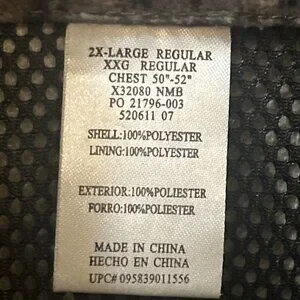 2X-LARGE REGULAR
XXG REGULAR
CHEST 50"-52"
X32080 NMB
PO 21796-003
520611 07
SHELL:100%POLYESTER
LINING:100%POLYESTER
EXTERIOR:100%POLIESTER
FORRO:100%POLIESTER
MADE IN CHINA
HECHO EN CHINA
UPC# 095839011556